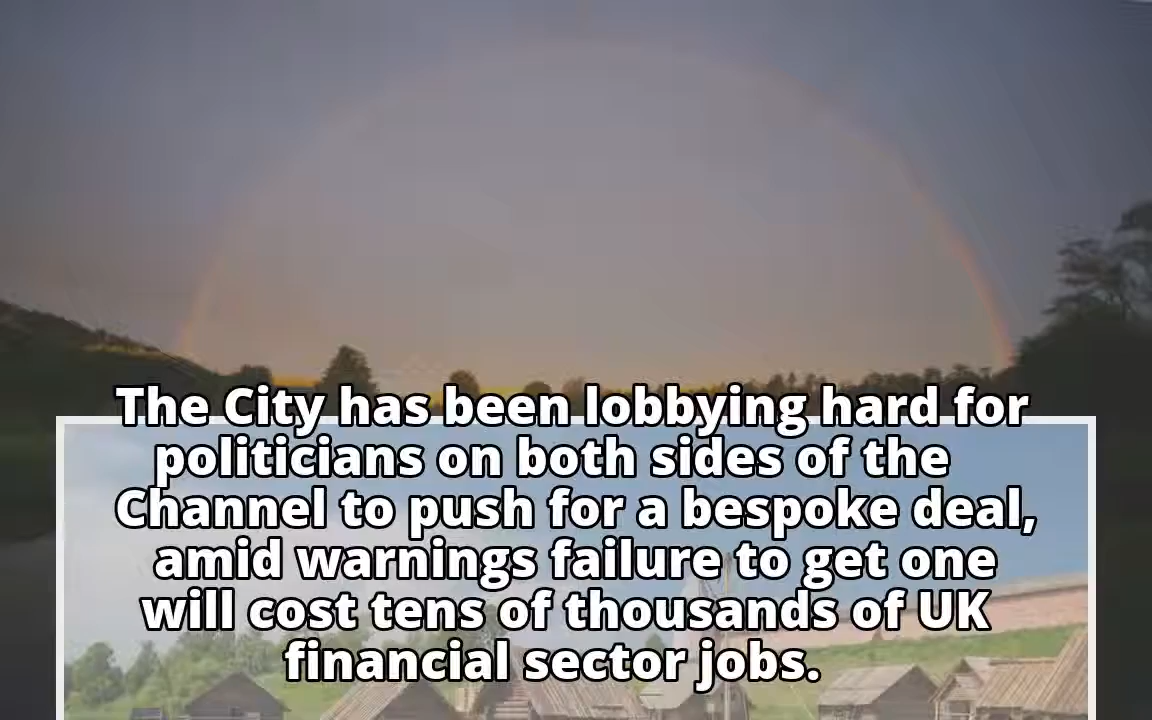 The City has been lobbying hard for
politicians on both sides of the
Channel to push for a bespoke deal,
amid warnings failure to get one
will cost tens of thousands of UK
financial sector jobs.